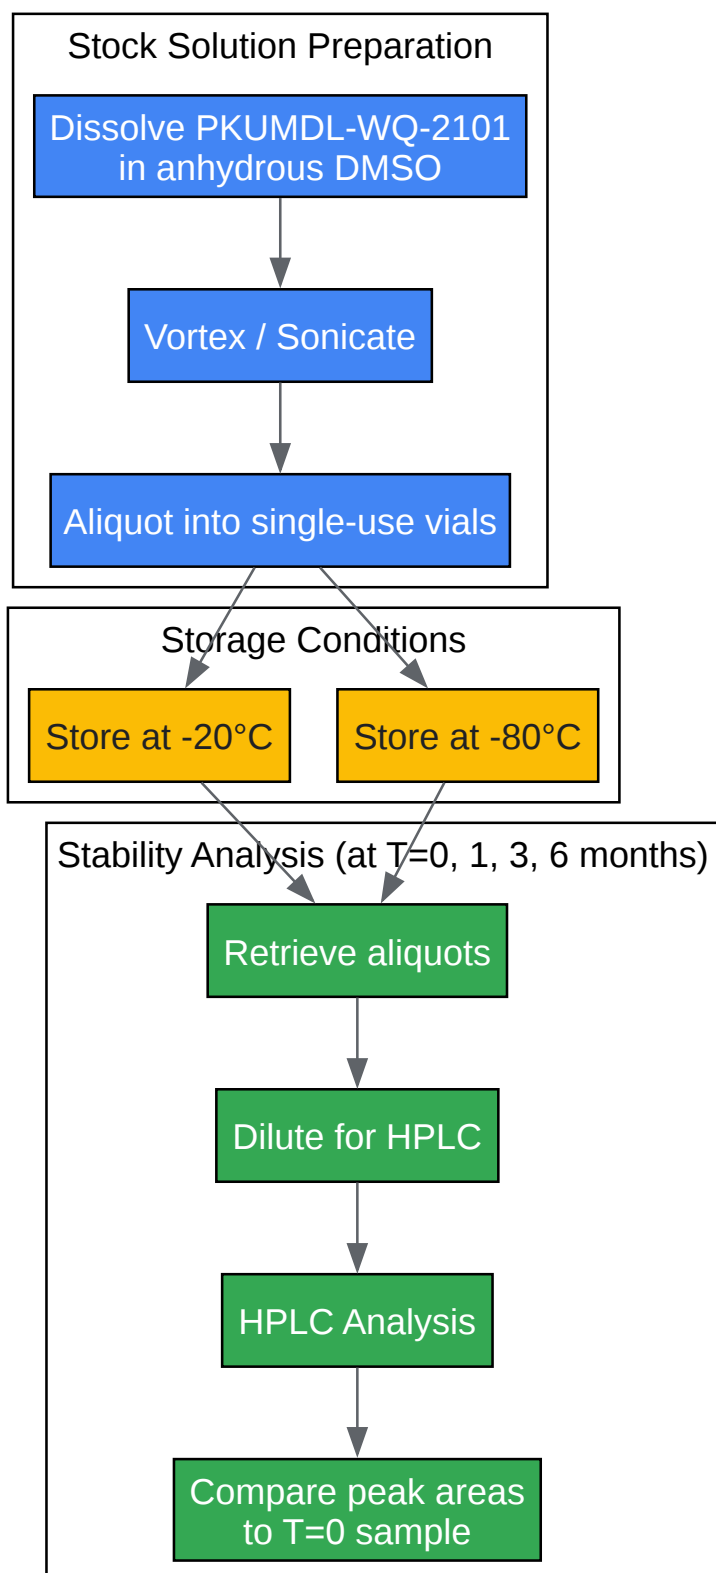 Stock Solution Preparation
Dissolve PKUMDL-WQ-2101
in anhydrous DMSO
Vortex / Sonicate
Aliquot into single-use vials
Storage Conditions
Store at -20°C
Store at -80°C
Stability Analysis (at T=0, 1, 3, 6 months)
Retrieve aliquots
Dilute for HPLC
HPLC Analysis
Compare peak areas
to T=0 sample